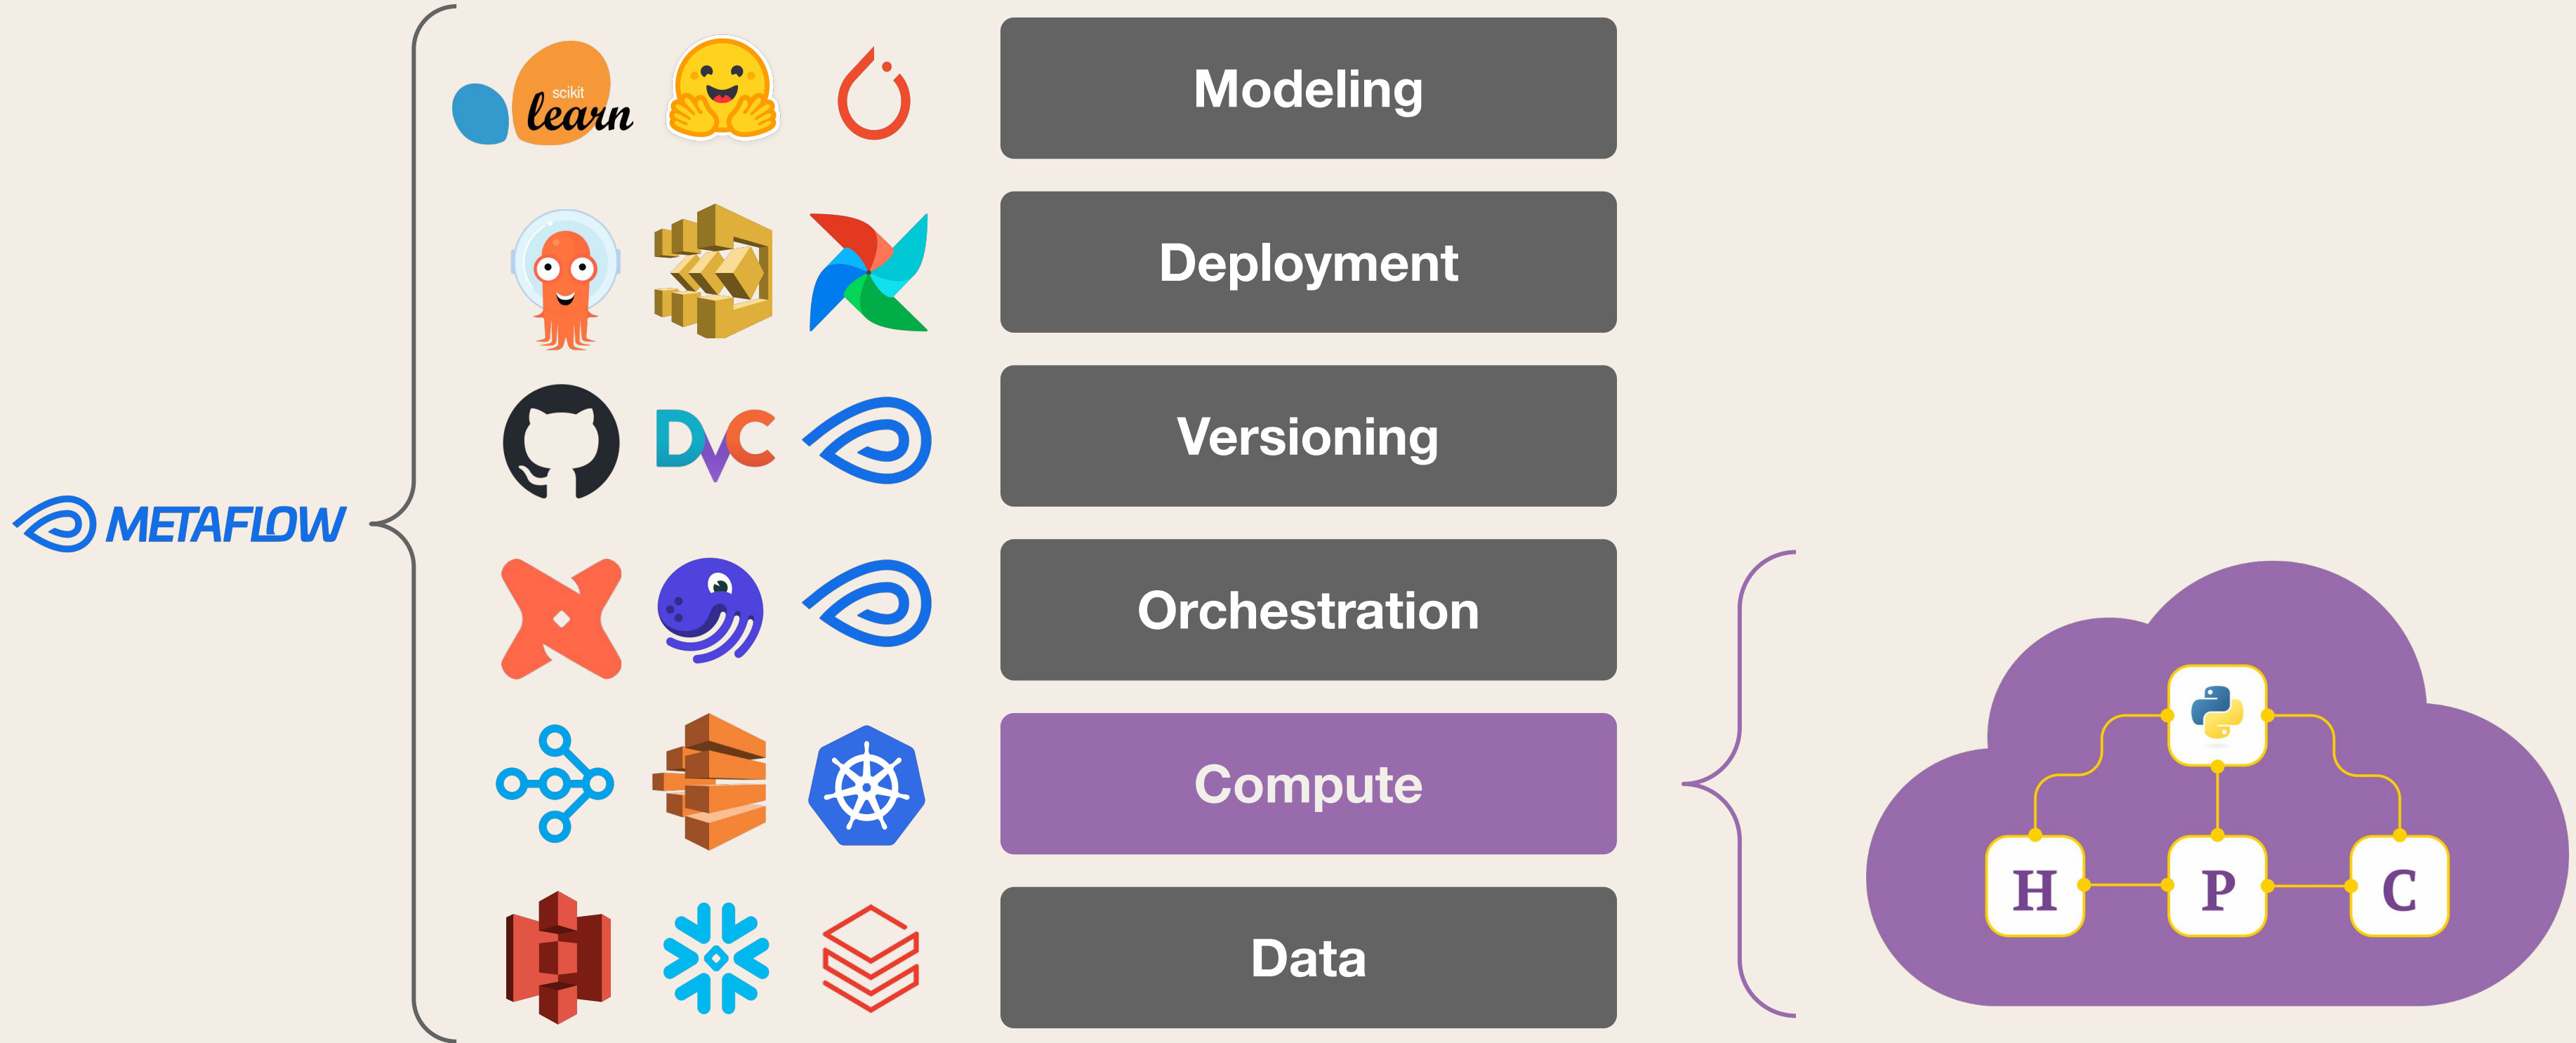 scikit
learn
Modeling
Deployment
DVC
Versioning
METAFLOW
Orchestration
Compute
H P C
Data